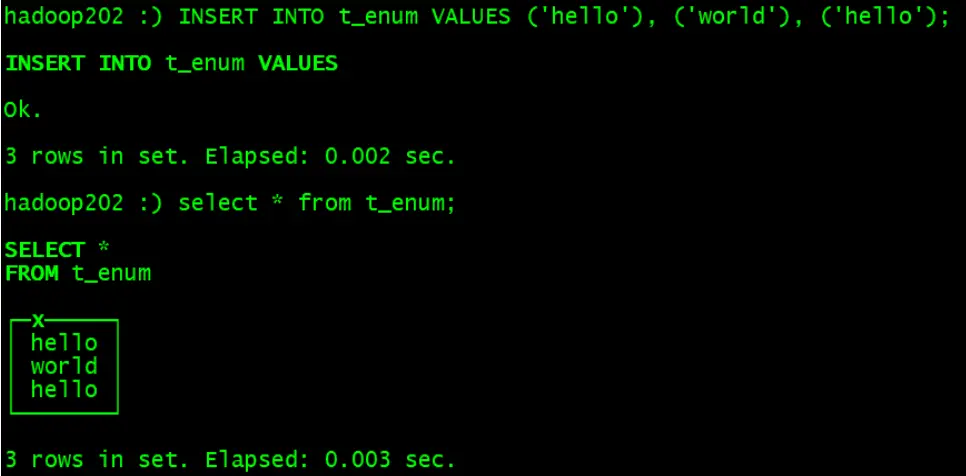 hadoop202 :) INSERT INTO t_enum VALUES ('hello'), ('world'), ('hello');
INSERT INTO t_enum VALUES
Ok.
3 rows in set. Elapsed: 0.002 sec.
hadoop202 :) select * from t_enum;
SELECT *
FROM t_enum
x
hello
world
hello
3 rows in set. Elapsed: 0.003 sec.